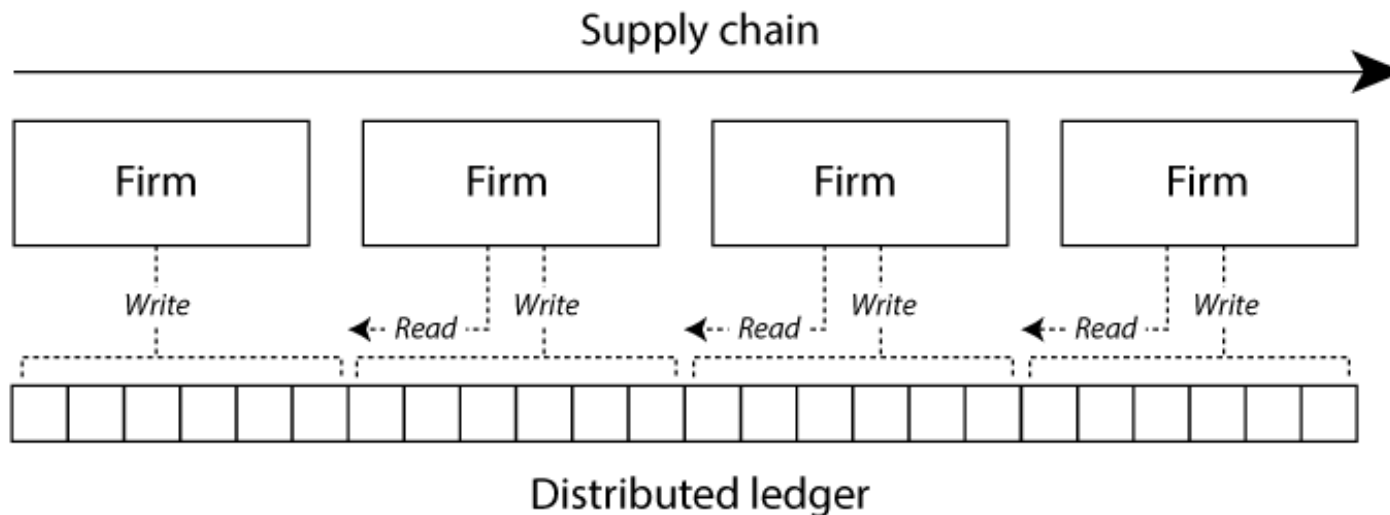 Supply chain
Firm Firm Firm Firm
Write Write Write Write
Read Read Read
Distributed ledger